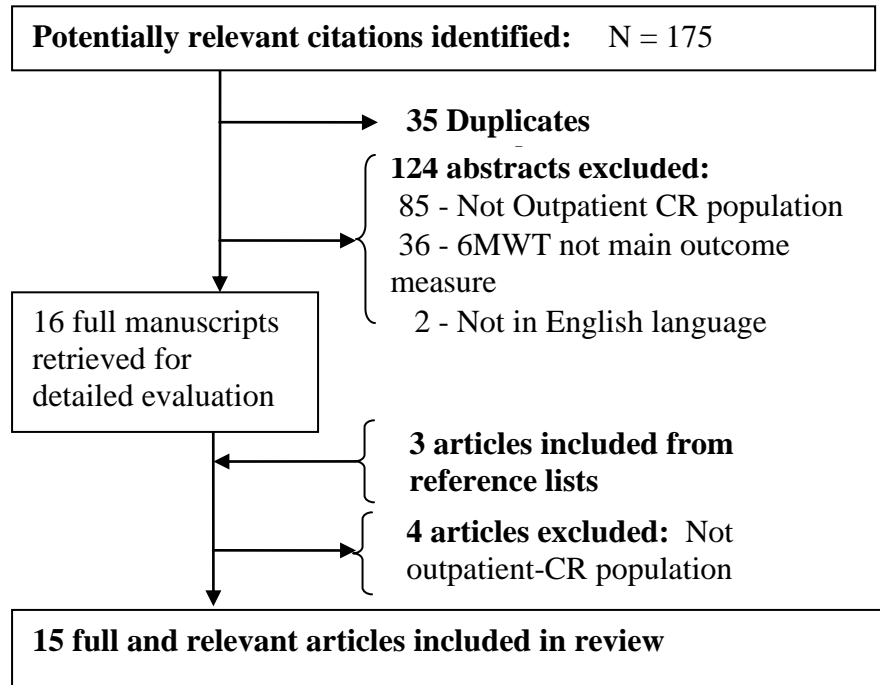 Potentially relevant citations identified: N = 175
35 Duplicates
124 abstracts excluded:
85 - Not Outpatient CR population
36 - 6MWT not main outcome
measure
2 - Not in English language
16 full manuscripts
retrieved for
detailed evaluation
3 articles included from
reference lists
4 articles excluded: Not
outpatient-CR population
15 full and relevant articles included in review